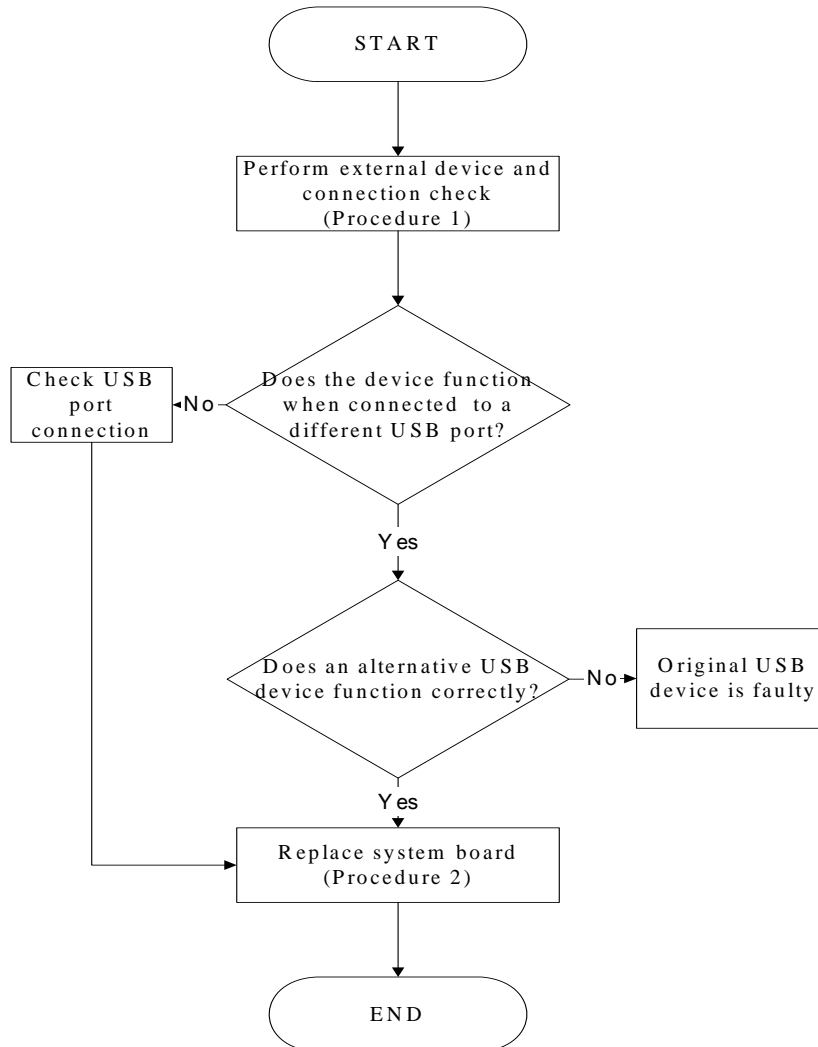 START
Perform external device and
connection check
(Procedure 1)
Does the device function
when connected to a
different USB port?
No
Check USB
port
connection
Yes
Does an alternative USB
device function correctly?
No
Original USB
device is faulty
Yes
Replace system board
(Procedure 2)
END